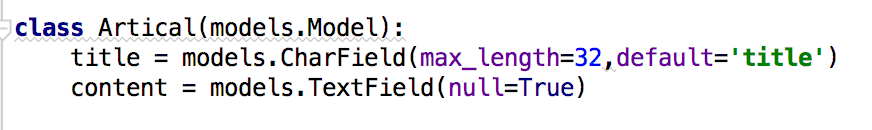 class Artical(models.Model):
    title = models.CharField(max_length=32,default='title')
    content = models.TextField(null=True)